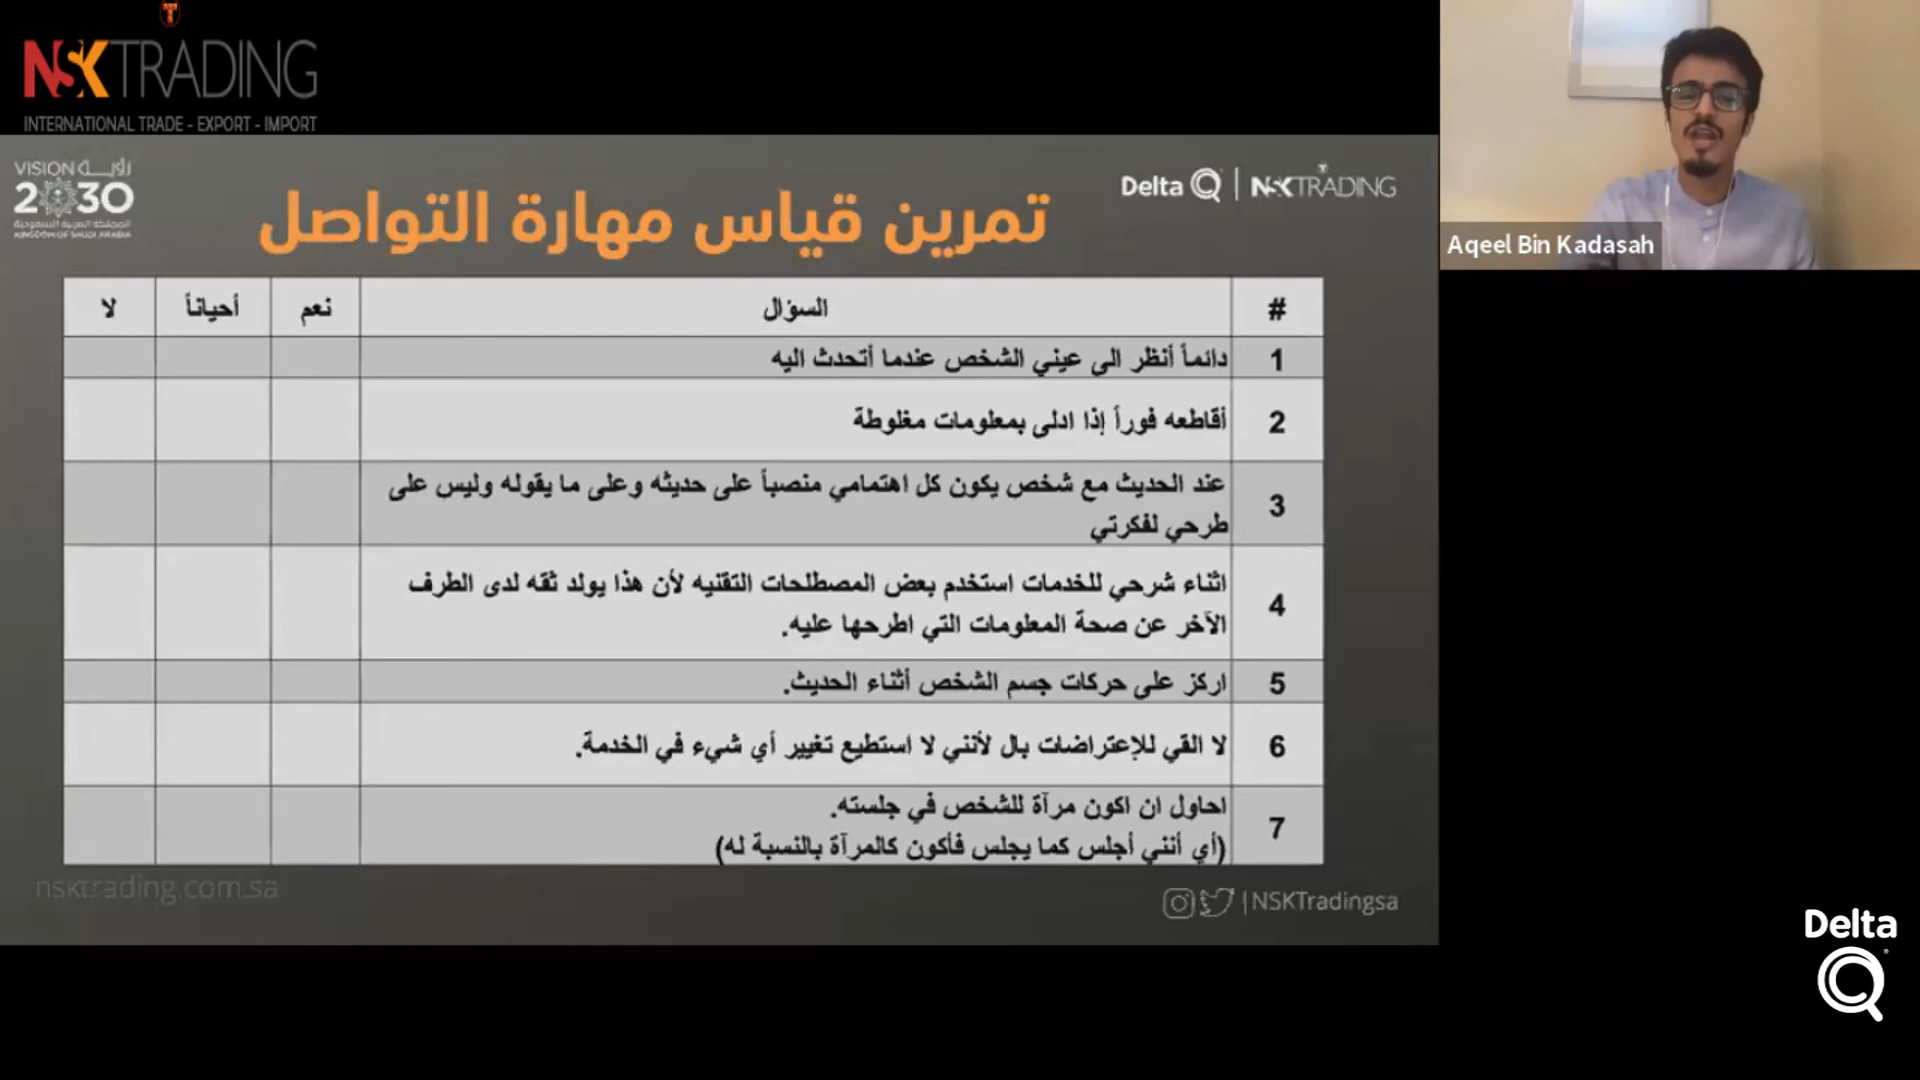 NSKTRADING
INTERNATIONAL TRADE - EXPORT - IMPORT
VISION رؤيــة
2030
المملكة العربية السعودية
KINGDOM OF SAUDI ARABIA
Delta Q | NSKTRADING
تمرين قياس مهارة التواصل
# السؤال نعم أحياناً لا
1 دائماً أنظر الى عيني الشخص عندما أتحدث اليه
2 أقاطعه فوراً إذا ادلى بمعلومات مغلوطة
3 عند الحديث مع شخص يكون كل اهتمامي منصباً على حديثه وعلى ما يقوله وليس على
طرحي لفكرتي
4 اثناء شرحي للخدمات استخدم بعض المصطلحات التقنيه لأن هذا يولد ثقه لدى الطرف
الآخر عن صحة المعلومات التي اطرحها عليه.
5 اركز على حركات جسم الشخص أثناء الحديث.
6 لا القي للإعتراضات بال لأنني لا استطيع تغيير أي شيء في الخدمة.
7 احاول ان اكون مرآة للشخص في جلسته.
(أي أنني أجلس كما يجلس فأكون كالمرآة بالنسبة له)
nsktrading.com.sa
|NSKTradingsa
Aqeel Bin Kadasah
Delta
Q